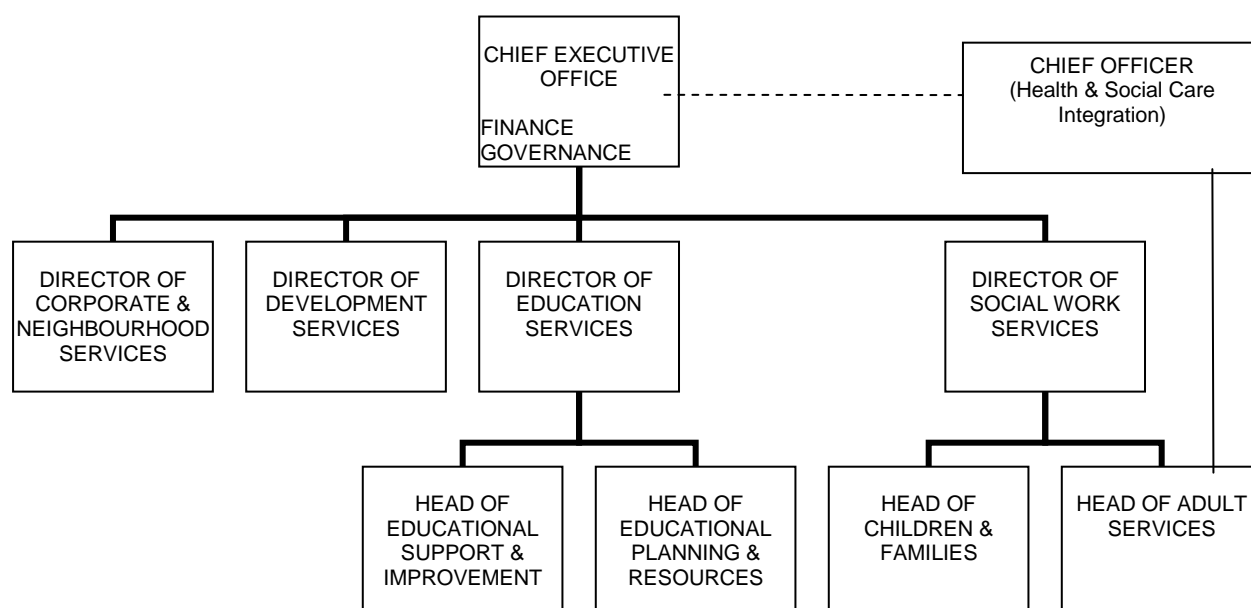 CHIEF EXECUTIVE
OFFICE
FINANCE
GOVERNANCE
CHIEF OFFICER
(Health & Social Care
Integration)
DIRECTOR OF
CORPORATE &
NEIGHBOURHOOD
SERVICES
DIRECTOR OF
DEVELOPMENT
SERVICES
DIRECTOR OF
EDUCATION
SERVICES
DIRECTOR OF
SOCIAL WORK
SERVICES
HEAD OF
EDUCATIONAL
SUPPORT &
IMPROVEMENT
HEAD OF
EDUCATIONAL
PLANNING &
RESOURCES
HEAD OF
CHILDREN &
FAMILIES
HEAD OF ADULT
SERVICES